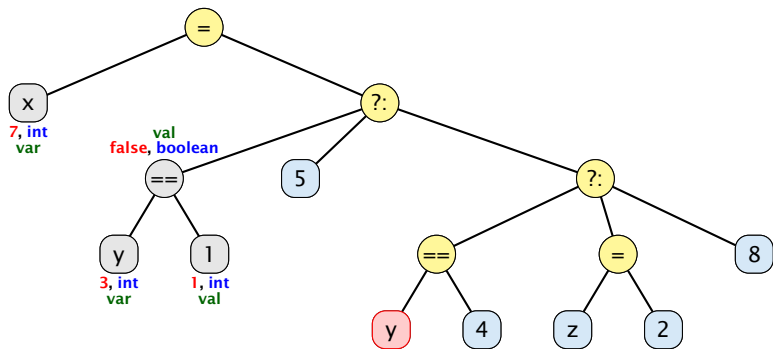 =
x
?:
7, int
var
val
false, boolean
==
5
?:
y
1
==
=
8
3, int
var
1, int
val
y
4
z
2